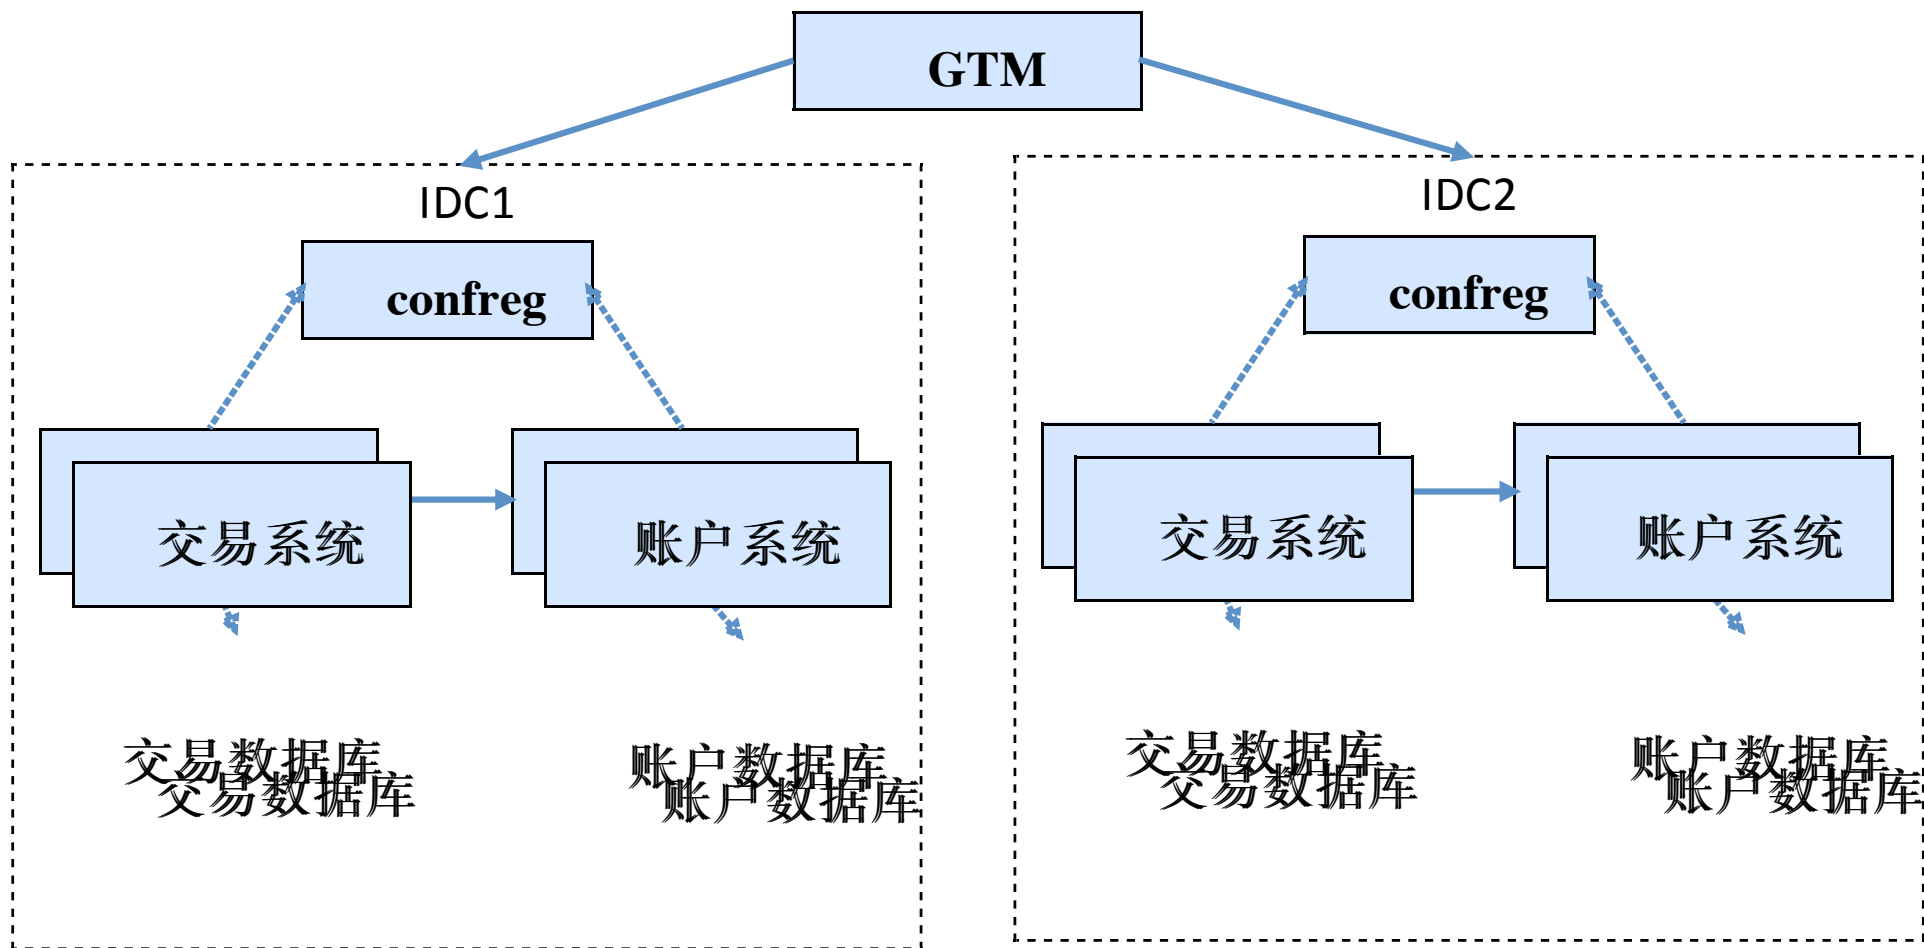 GTM
IDC1
confreg
交易系统
账户系统
交易数据库
交易数据库
账户数据库
账户数据库
IDC2
confreg
交易系统
账户系统
交易数据库
交易数据库
账户数据库
账户数据库